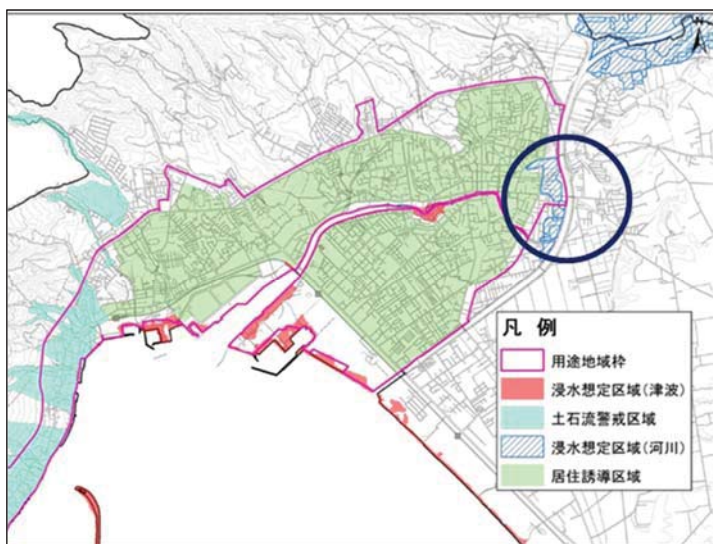 N
凡 例
用途地域枠
浸水想定区域(津波)
土石流警戒区域
浸水想定区域(河川)
居住誘導区域